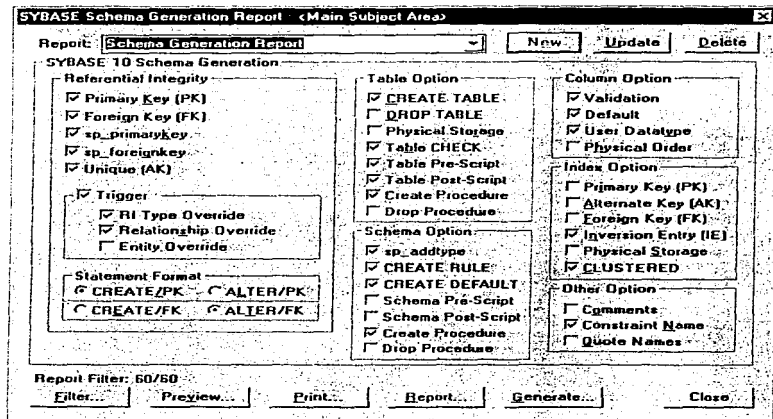 SYBASE Schema Generation Report <Main Subject Area>
Report: Schema Generation Report New Update Delete
SYBASE 10 Schema Generation
Referential Integrity
Primary Key (PK)
Foreign Key (FK)
sp_primarykey
sp_foreignkey
Unique (AK)
Trigger
RI Type Override
Relationship Override
Entity Override
Statement Format
CREATE/PK ALTER/PK
CREATE/FK ALTER/FK
Table Option
CREATE TABLE
DROP TABLE
Physical Storage
Table CHECK
Table Pre-Script
Table Post-Script
Create Procedure
Drop Procedure
Schema Option
sp_addtype
CREATE RULE
CREATE DEFAULT
Schema Pre-Script
Schema Post-Script
Create Procedure
Drop Procedure
Column Option
Validation
Default
User Datatype
Physical Order
Index Option
Primary Key (PK)
Alternate Key (AK)
Foreign Key (FK)
Inversion Entry (IE)
Physical Storage
CLUSTERED
Other Option
Comments
Constraint Name
Quote Names
Report Filter: 60/60
Filter... Preview... Print... Report... Generate... Close